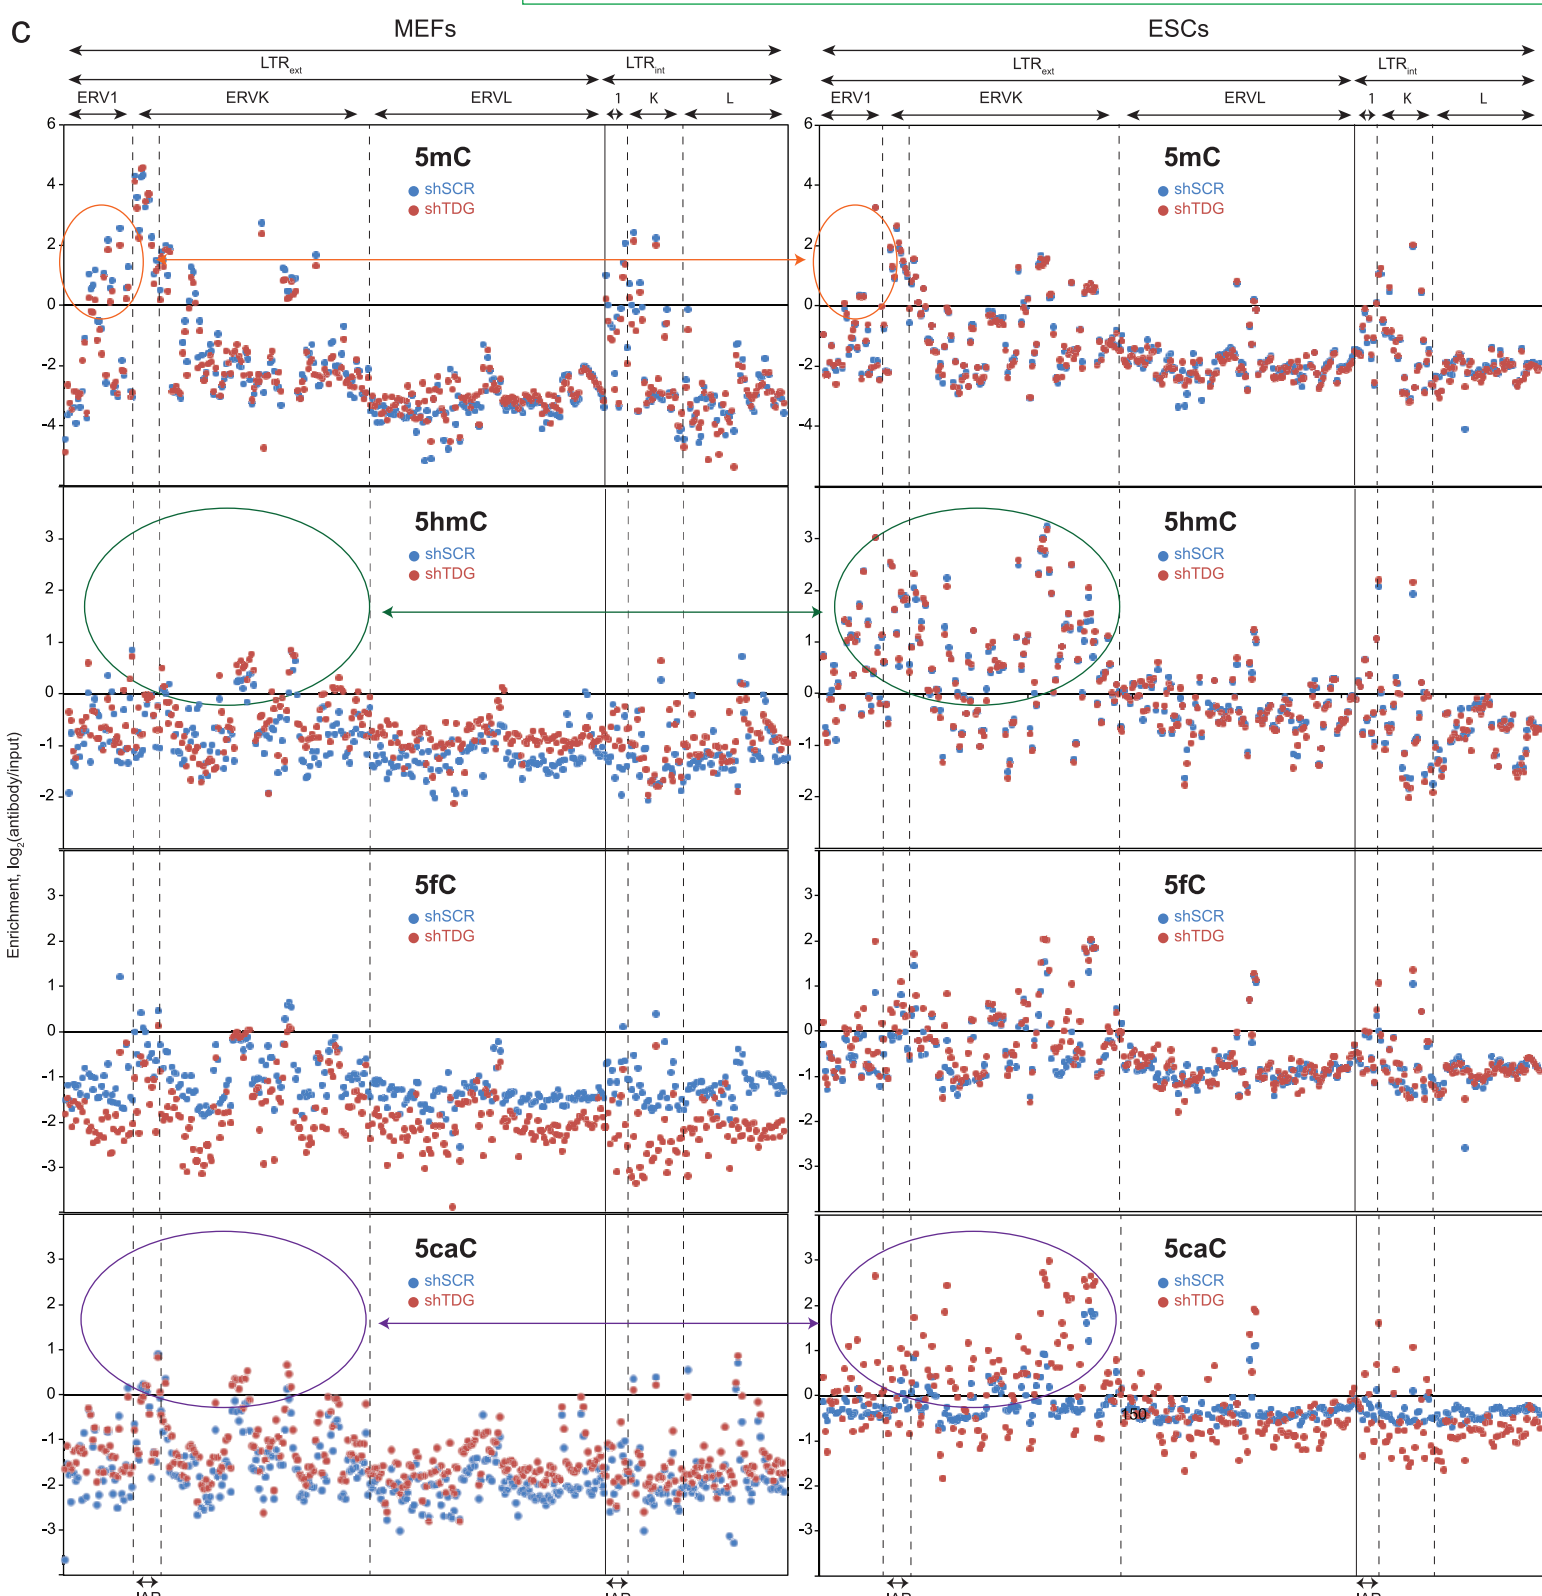 C
MEFs
ESCs
LTRext
LTRint
LTRext
LTRint
ERV1
ERVK
ERVL
1
K
L
ERV1
ERVK
ERVL
1
K
L
Enrichment, log2(antibody/input)
6
4
2
0
-2
-4
5mC
shSCR
shTDG
6
4
2
0
-2
-4
5mC
shSCR
shTDG
3
2
1
0
-1
-2
5hmC
shSCR
shTDG
3
2
1
0
-1
-2
5hmC
shSCR
shTDG
3
2
1
0
-1
-2
-3
5fC
shSCR
shTDG
3
2
1
0
-1
-2
-3
5fC
shSCR
shTDG
3
2
1
0
-1
-2
-3
5caC
shSCR
shTDG
3
2
1
0
-1
-2
-3
5caC
shSCR
shTDG
150